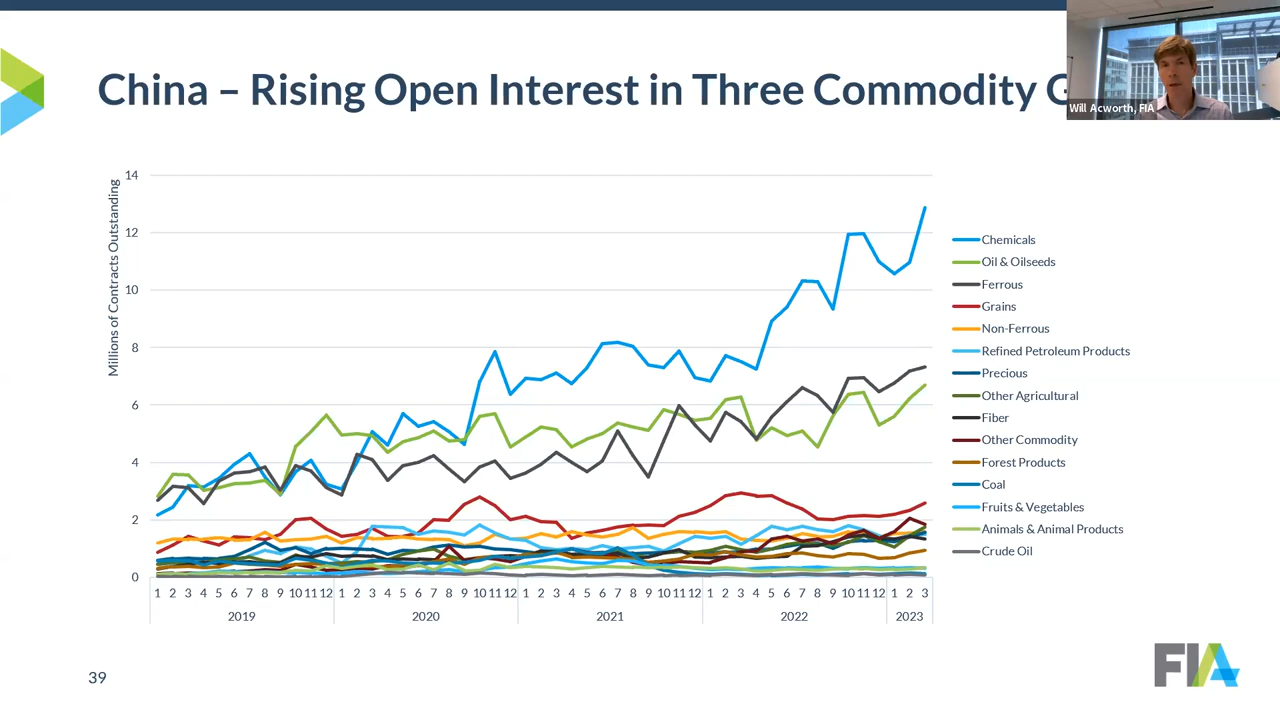 China – Rising Open Interest in Three Commodity
Will Acworth, FIA
Millions of Contracts Outstanding
14
12
10
8
6
4
2
0
1 2 3 4 5 6 7 8 9 10 11 12 1 2 3 4 5 6 7 8 9 10 11 12 1 2 3 4 5 6 7 8 9 10 11 12 1 2 3 4 5 6 7 8 9 10 11 12 1 2 3
2019 2020 2021 2022 2023
Chemicals
Oil & Oilseeds
Ferrous
Grains
Non-Ferrous
Refined Petroleum Products
Precious
Other Agricultural
Fiber
Other Commodity
Forest Products
Coal
Fruits & Vegetables
Animals & Animal Products
Crude Oil
39
FIA